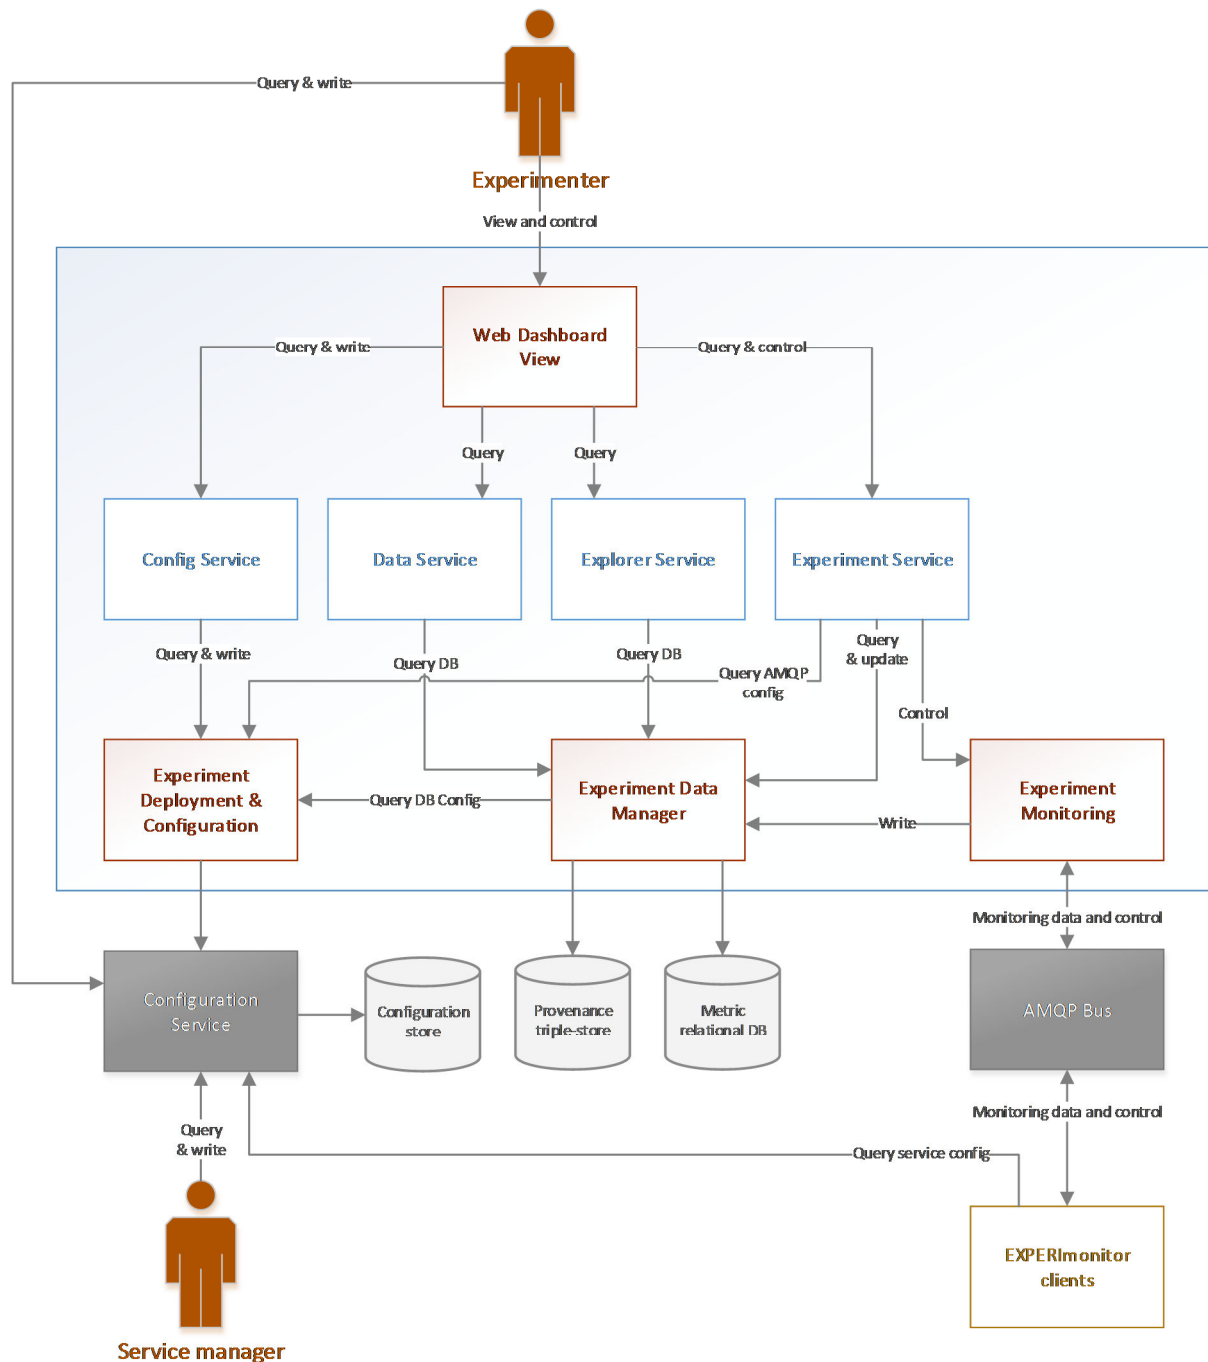 Query & write
Experimenter
View and control
Web Dashboard
View
Query & write
Query & control
Query
Query
Config Service
Data Service
Explorer Service
Experiment Service
Query & write
Query DB
Query DB
Query
& update
Query AMQP
config
Control
Experiment
Deployment &
Configuration
Query DB Config
Experiment Data
Manager
Write
Experiment
Monitoring
Monitoring data and control
Configuration
Service
Configuration
store
Provenance
triple-store
Metric
relational DB
AMQP Bus
Monitoring data and control
Query
& write
Query service config
EXPERImonitor
clients
Service manager